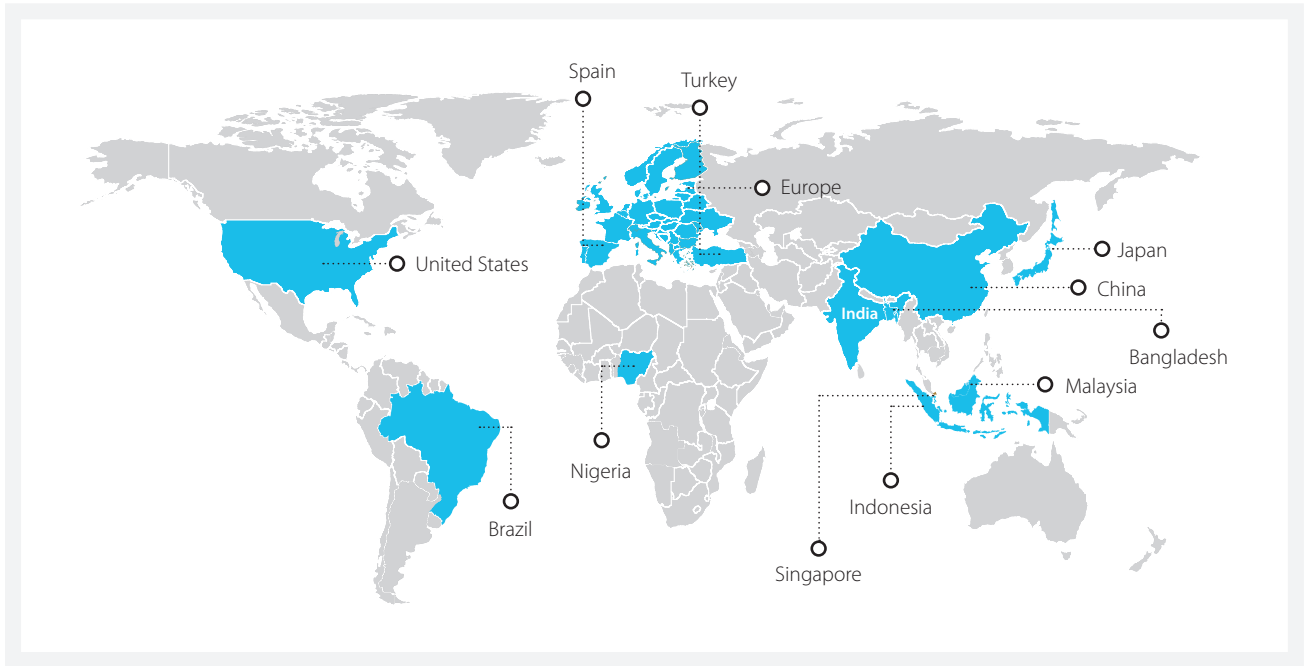 Spain
Turkey
Europe
Japan
United States
China
India
Bangladesh
Malaysia
Nigeria
Indonesia
Brazil
Singapore